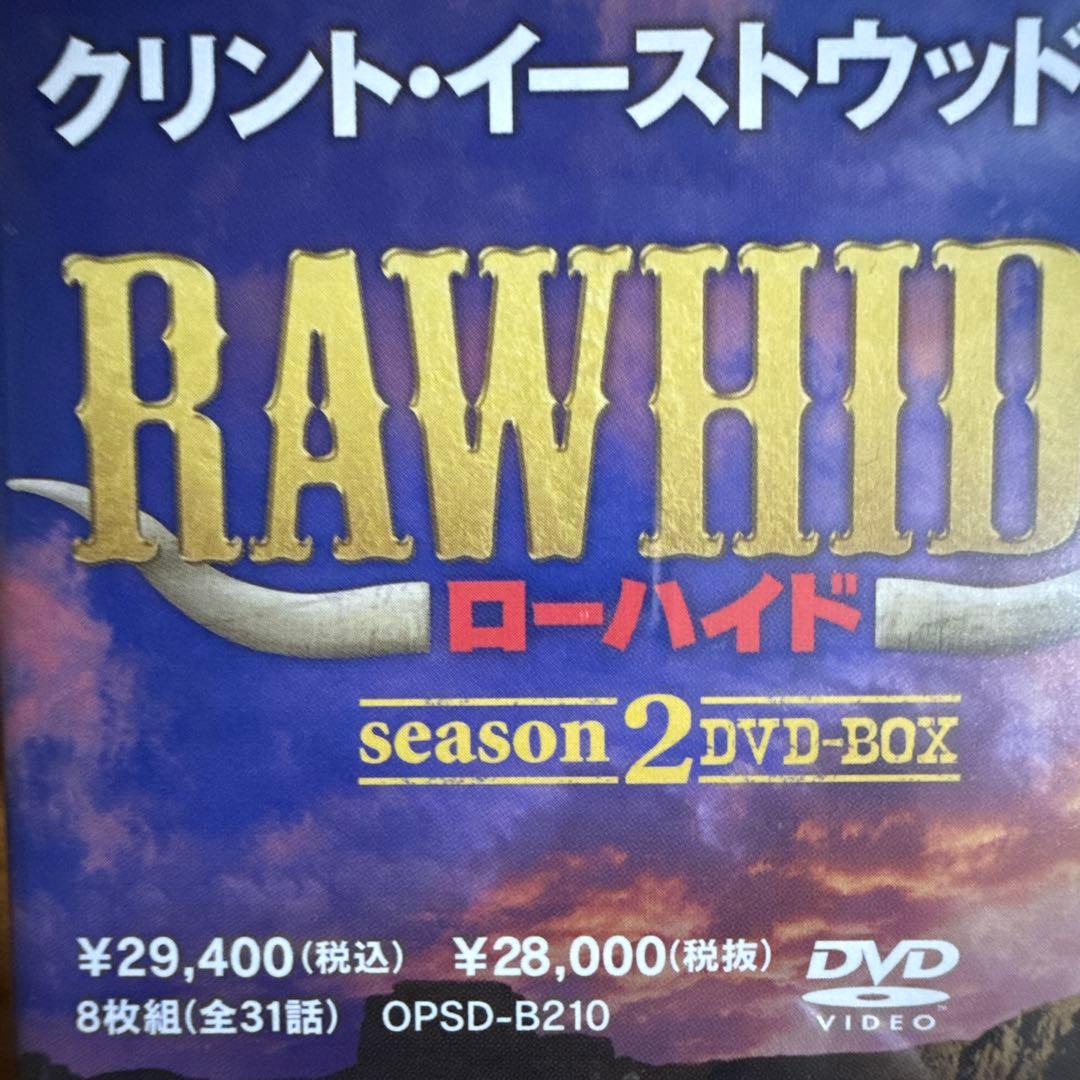 クリント・イーストウッド
RAWHID
ローハイド
season 2 DVD-BOX
¥29,400(税込) ¥28,000(税抜)
8枚組(全31話) OPSD-B210
DVD
VIDEO